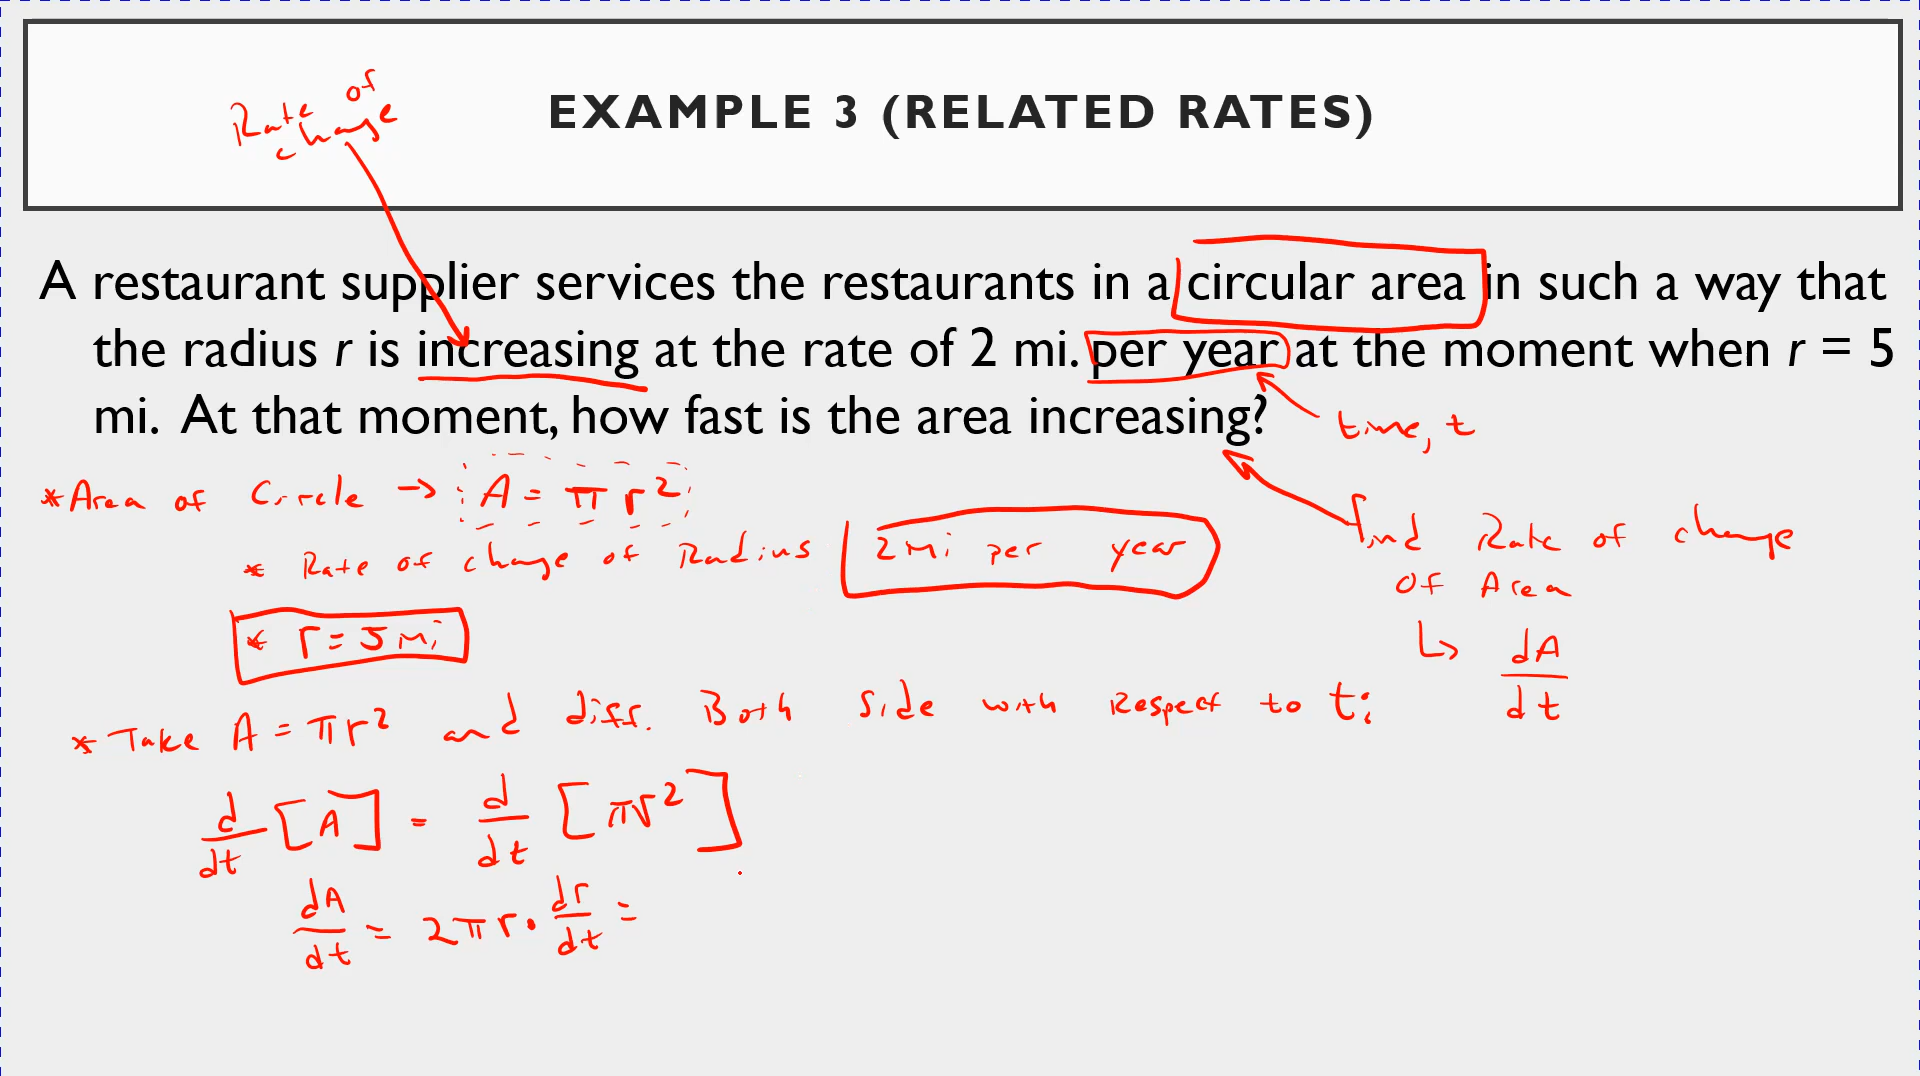 Rate of
change
EXAMPLE 3 (RELATED RATES)
A restaurant supplier services the restaurants in a circular area in such a way that
the radius r is increasing at the rate of 2 mi. per year at the moment when r = 5
mi. At that moment, how fast is the area increasing?
time, t
*Area of Circle → A = πr²
find Rate of change
of Area
↳ dA/dt
* Rate of change of Radius 2 mi per year
* r = 5 mi
* Take A = πr² and diff. Both side with Respect to t:
d/dt [A] = d/dt [πr²]
dA/dt = 2πr · dr/dt =